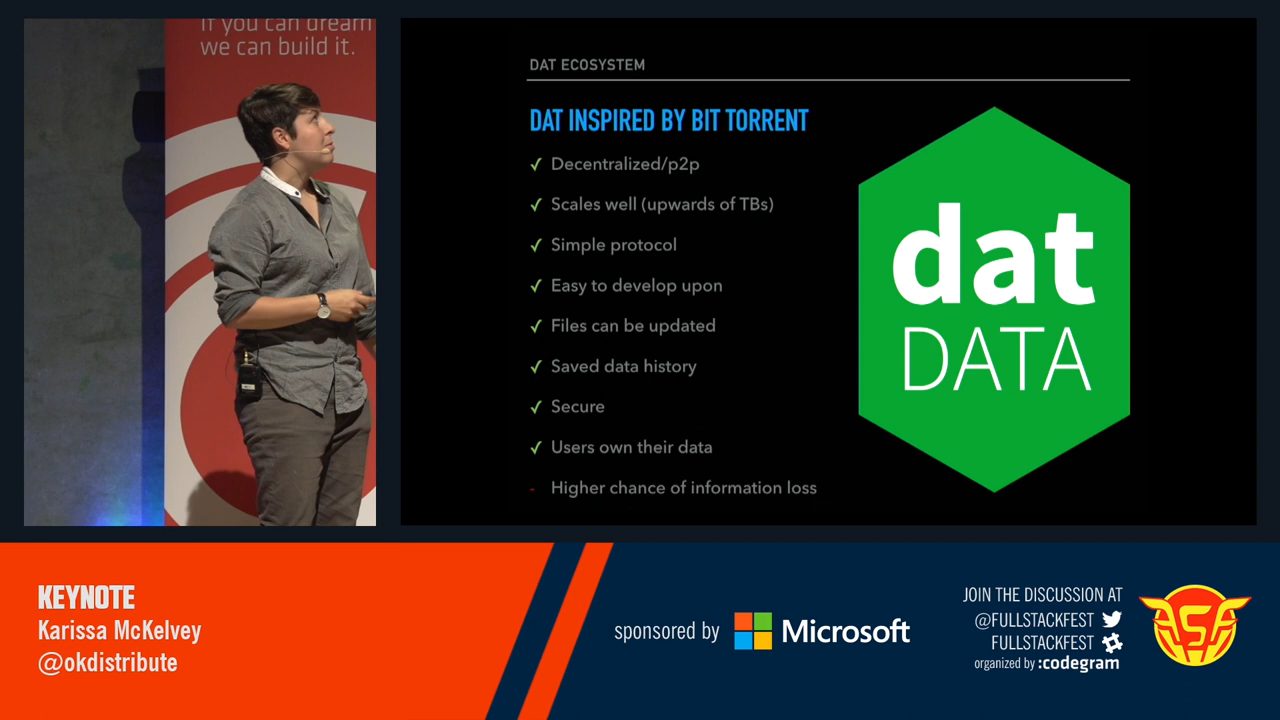 if you can dream
we can build it.
DAT ECOSYSTEM
DAT INSPIRED BY BIT TORRENT
✓ Decentralized/p2p
✓ Scales well (upwards of TBs)
✓ Simple protocol
✓ Easy to develop upon
✓ Files can be updated
✓ Saved data history
✓ Secure
✓ Users own their data
- Higher chance of information loss
dat
DATA
KEYNOTE
Karissa McKelvey
@okdistribute
sponsored by Microsoft
JOIN THE DISCUSSION AT
@FULLSTACKFEST
FULLSTACKFEST
organized by :codegram
FSF